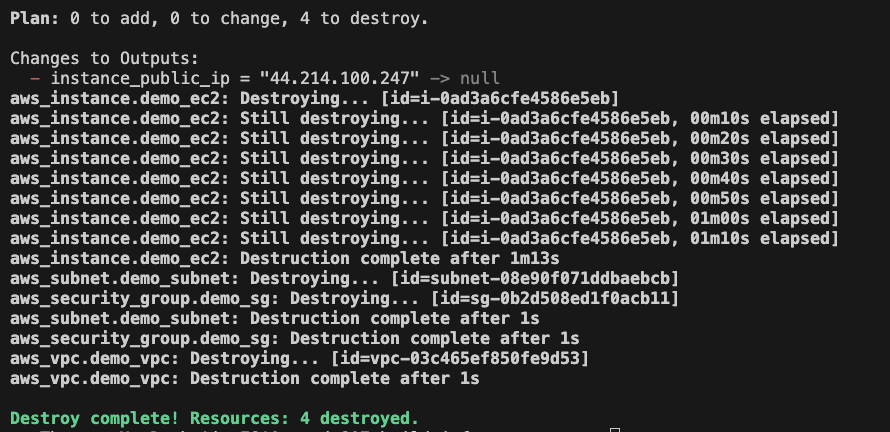 Plan: 0 to add, 0 to change, 4 to destroy.
Changes to Outputs:
- instance_public_ip = "44.214.100.247" -> null
aws_instance.demo_ec2: Destroying... [id=i-0ad3a6cfe4586e5eb]
aws_instance.demo_ec2: Still destroying... [id=i-0ad3a6cfe4586e5eb, 00m10s elapsed]
aws_instance.demo_ec2: Still destroying... [id=i-0ad3a6cfe4586e5eb, 00m20s elapsed]
aws_instance.demo_ec2: Still destroying... [id=i-0ad3a6cfe4586e5eb, 00m30s elapsed]
aws_instance.demo_ec2: Still destroying... [id=i-0ad3a6cfe4586e5eb, 00m40s elapsed]
aws_instance.demo_ec2: Still destroying... [id=i-0ad3a6cfe4586e5eb, 00m50s elapsed]
aws_instance.demo_ec2: Still destroying... [id=i-0ad3a6cfe4586e5eb, 01m00s elapsed]
aws_instance.demo_ec2: Still destroying... [id=i-0ad3a6cfe4586e5eb, 01m10s elapsed]
aws_instance.demo_ec2: Destruction complete after 1m13s
aws_subnet.demo_subnet: Destroying... [id=subnet-08e90f071ddbaebcb]
aws_security_group.demo_sg: Destroying... [id=sg-0b2d508ed1f0acb11]
aws_subnet.demo_subnet: Destruction complete after 1s
aws_security_group.demo_sg: Destruction complete after 1s
aws_vpc.demo_vpc: Destroying... [id=vpc-03c465ef850fe9d53]
aws_vpc.demo_vpc: Destruction complete after 1s
Destroy complete! Resources: 4 destroyed.